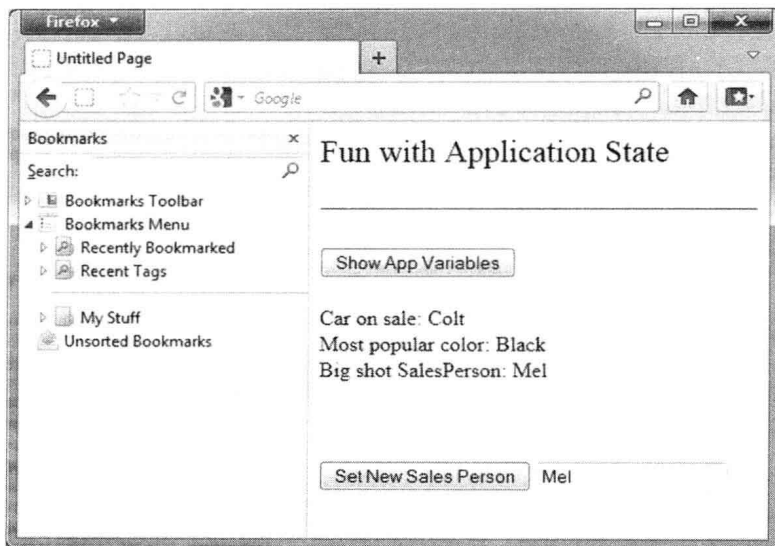 Firefox
Untitled Page
Google
Bookmarks
Search:
Bookmarks Toolbar
Bookmarks Menu
Recently Bookmarked
Recent Tags
My Stuff
Unsorted Bookmarks
Fun with Application State
Show App Variables
Car on sale: Colt
Most popular color: Black
Big shot SalesPerson: Mel
Set New Sales Person Mel